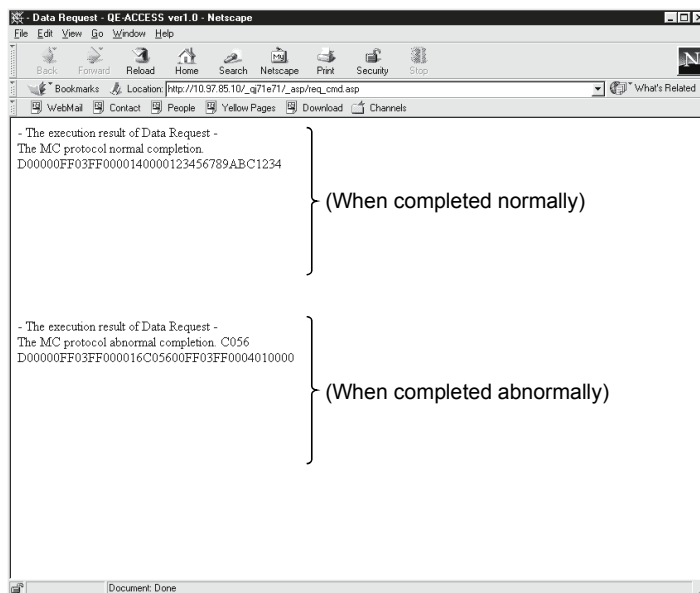 - Data Request - QE-ACCESS ver1.0 - Netscape
File Edit View Go Window Help
Back Forward Reload Home Search Netscape Print Security Stop
Bookmarks Location: http://10.97.85.10/_qj71e71/_asp/req_cmd.asp What's Related
WebMail Contact People Yellow Pages Download Channels
- The execution result of Data Request -
The MC protocol normal completion.
D00000FF03FF0000140000123456789ABC1234
(When completed normally)
- The execution result of Data Request -
The MC protocol abnormal completion. C056
D00000FF03FF000016C05600FF03FF0004010000
(When completed abnormally)
Document: Done